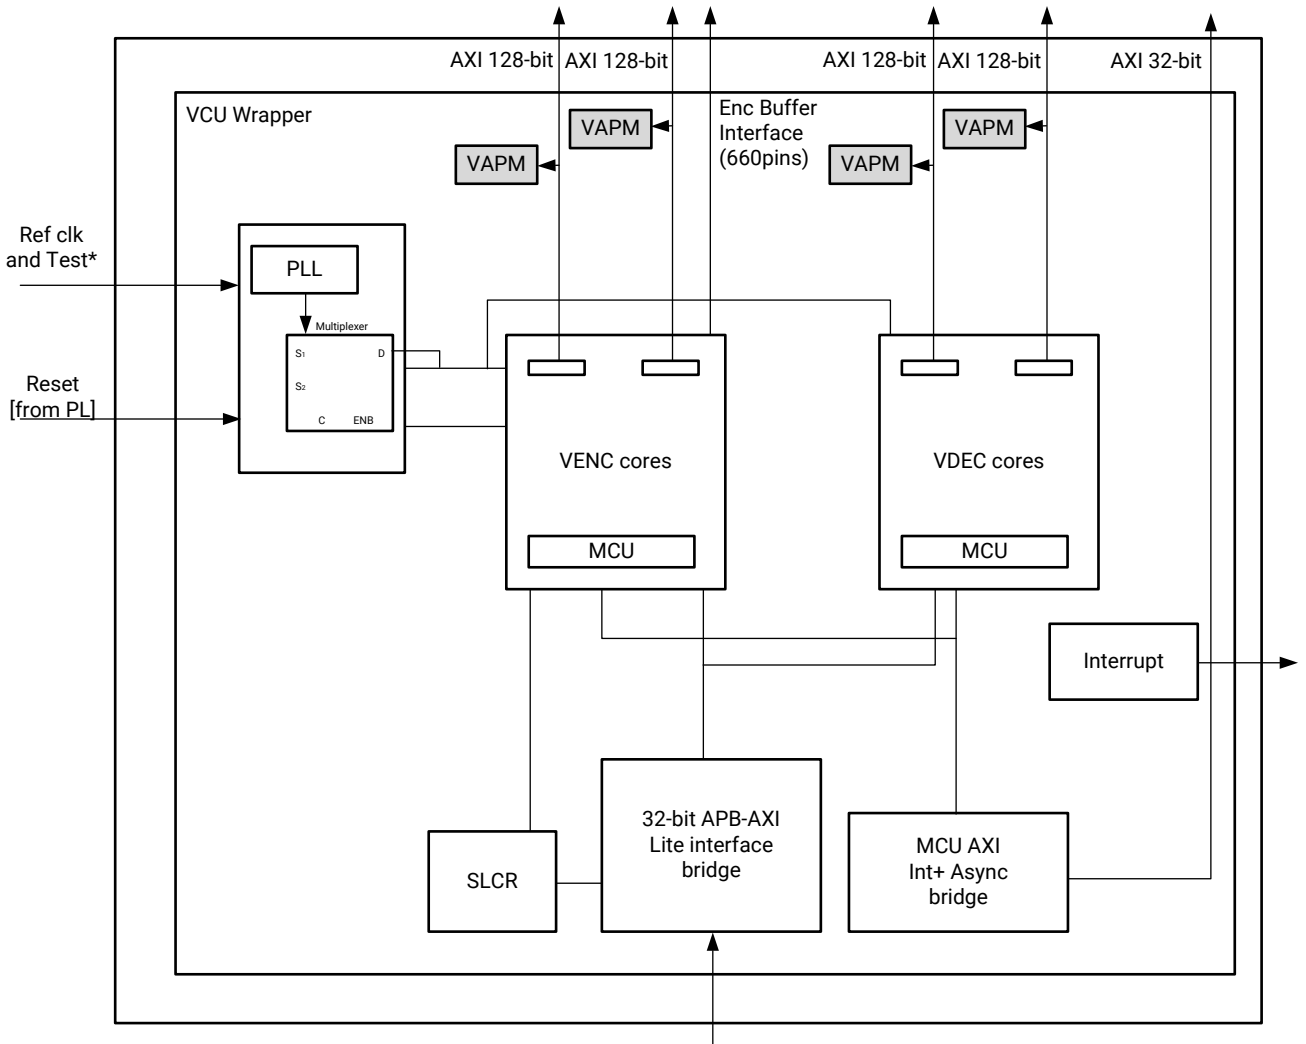 AXI 128-bit
AXI 128-bit
AXI 128-bit
AXI 128-bit
AXI 32-bit
VCU Wrapper
Enc Buffer
Interface
(660pins)
VAPM
VAPM
VAPM
VAPM
Ref clk
and Test*
PLL
Multiplexer
S1
D
S2
C
ENB
Reset
[from PL]
VENC cores
MCU
VDEC cores
MCU
Interrupt
32-bit APB-AXI
Lite interface
bridge
SLCR
MCU AXI
Int+ Async
bridge